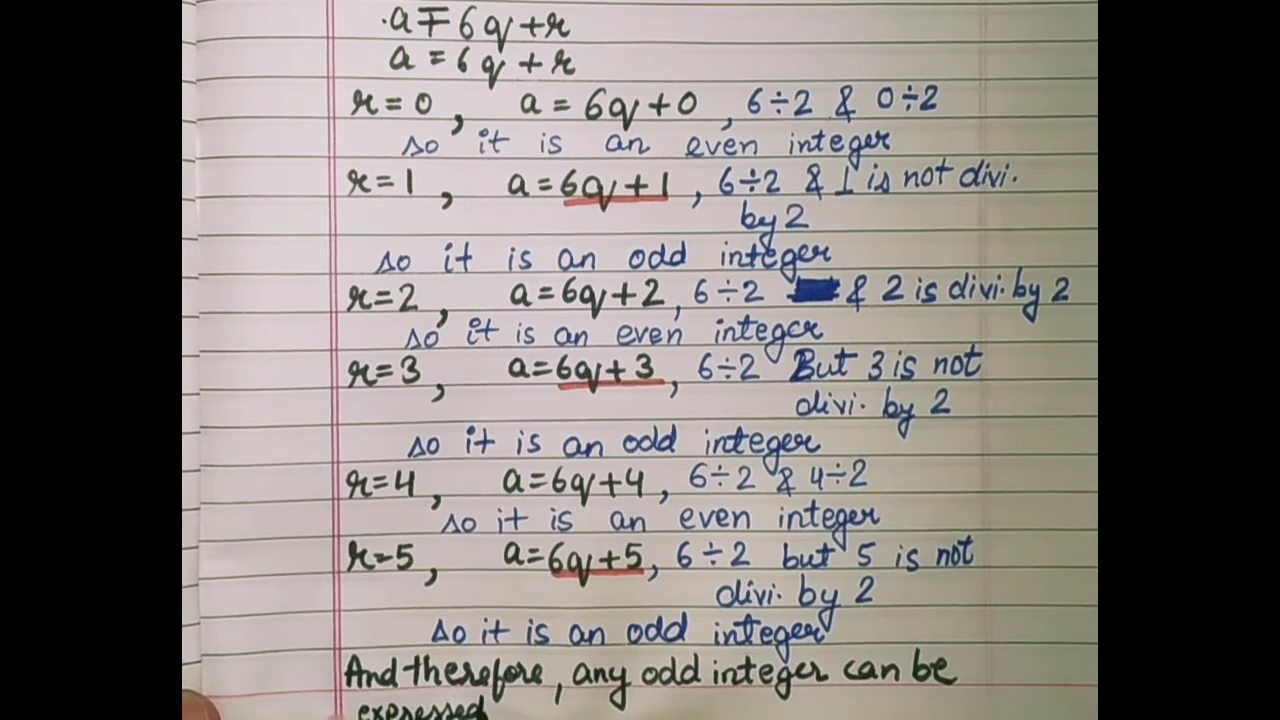 a = 6q + r
a = 6q + r
r = 0 , a = 6q + 0 , 6 ÷ 2 & 0 ÷ 2
so it is an even integer
r = 1 , a = 6q + 1 , 6 ÷ 2 & 1 is not divi.
by 2
so it is an odd integer
r = 2 , a = 6q + 2 , 6 ÷ 2 & 2 is divi. by 2
so it is an even integer
r = 3 , a = 6q + 3 , 6 ÷ 2 But 3 is not
divi. by 2
so it is an odd integer
r = 4 , a = 6q + 4 , 6 ÷ 2 & 4 ÷ 2
so it is an even integer
r = 5 , a = 6q + 5 , 6 ÷ 2 but 5 is not
divi. by 2
So it is an odd integer
And therefore, any odd integer can be
expressed